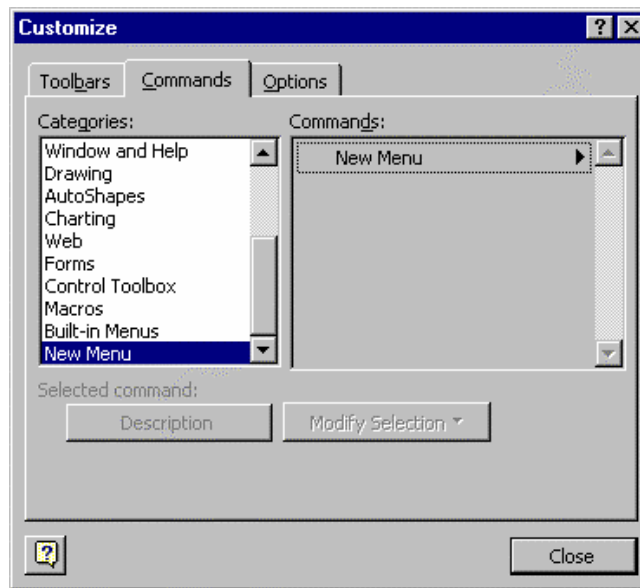 Customize
Toolbars Commands Options
Categories: Commands:
Window and Help
Drawing
AutoShapes
Charting
Web
Forms
Control Toolbox
Macros
Built-in Menus
New Menu
New Menu
Selected command:
Description Modify Selection
Close